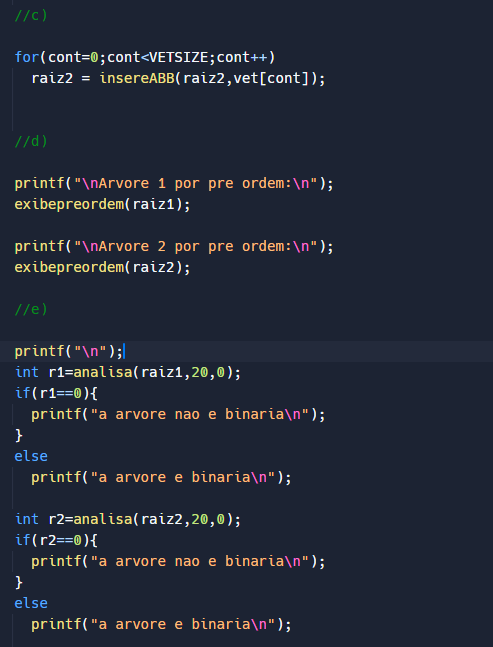 //c)
for(cont=0;cont<VETSIZE;cont++)
raiz2 = insereABB(raiz2,vet[cont]);
//d)
printf("\nArvore 1 por pre ordem:\n");
exibepreordem(raiz1);
printf("\nArvore 2 por pre ordem:\n");
exibepreordem(raiz2);
//e)
printf("\n");
int r1=analisa(raiz1,20,0);
if(r1==0){
printf("a arvore nao e binaria\n");
}
else
printf("a arvore e binaria\n");
int r2=analisa(raiz2,20,0);
if(r2==0){
printf("a arvore nao e binaria\n");
}
else
printf("a arvore e binaria\n");